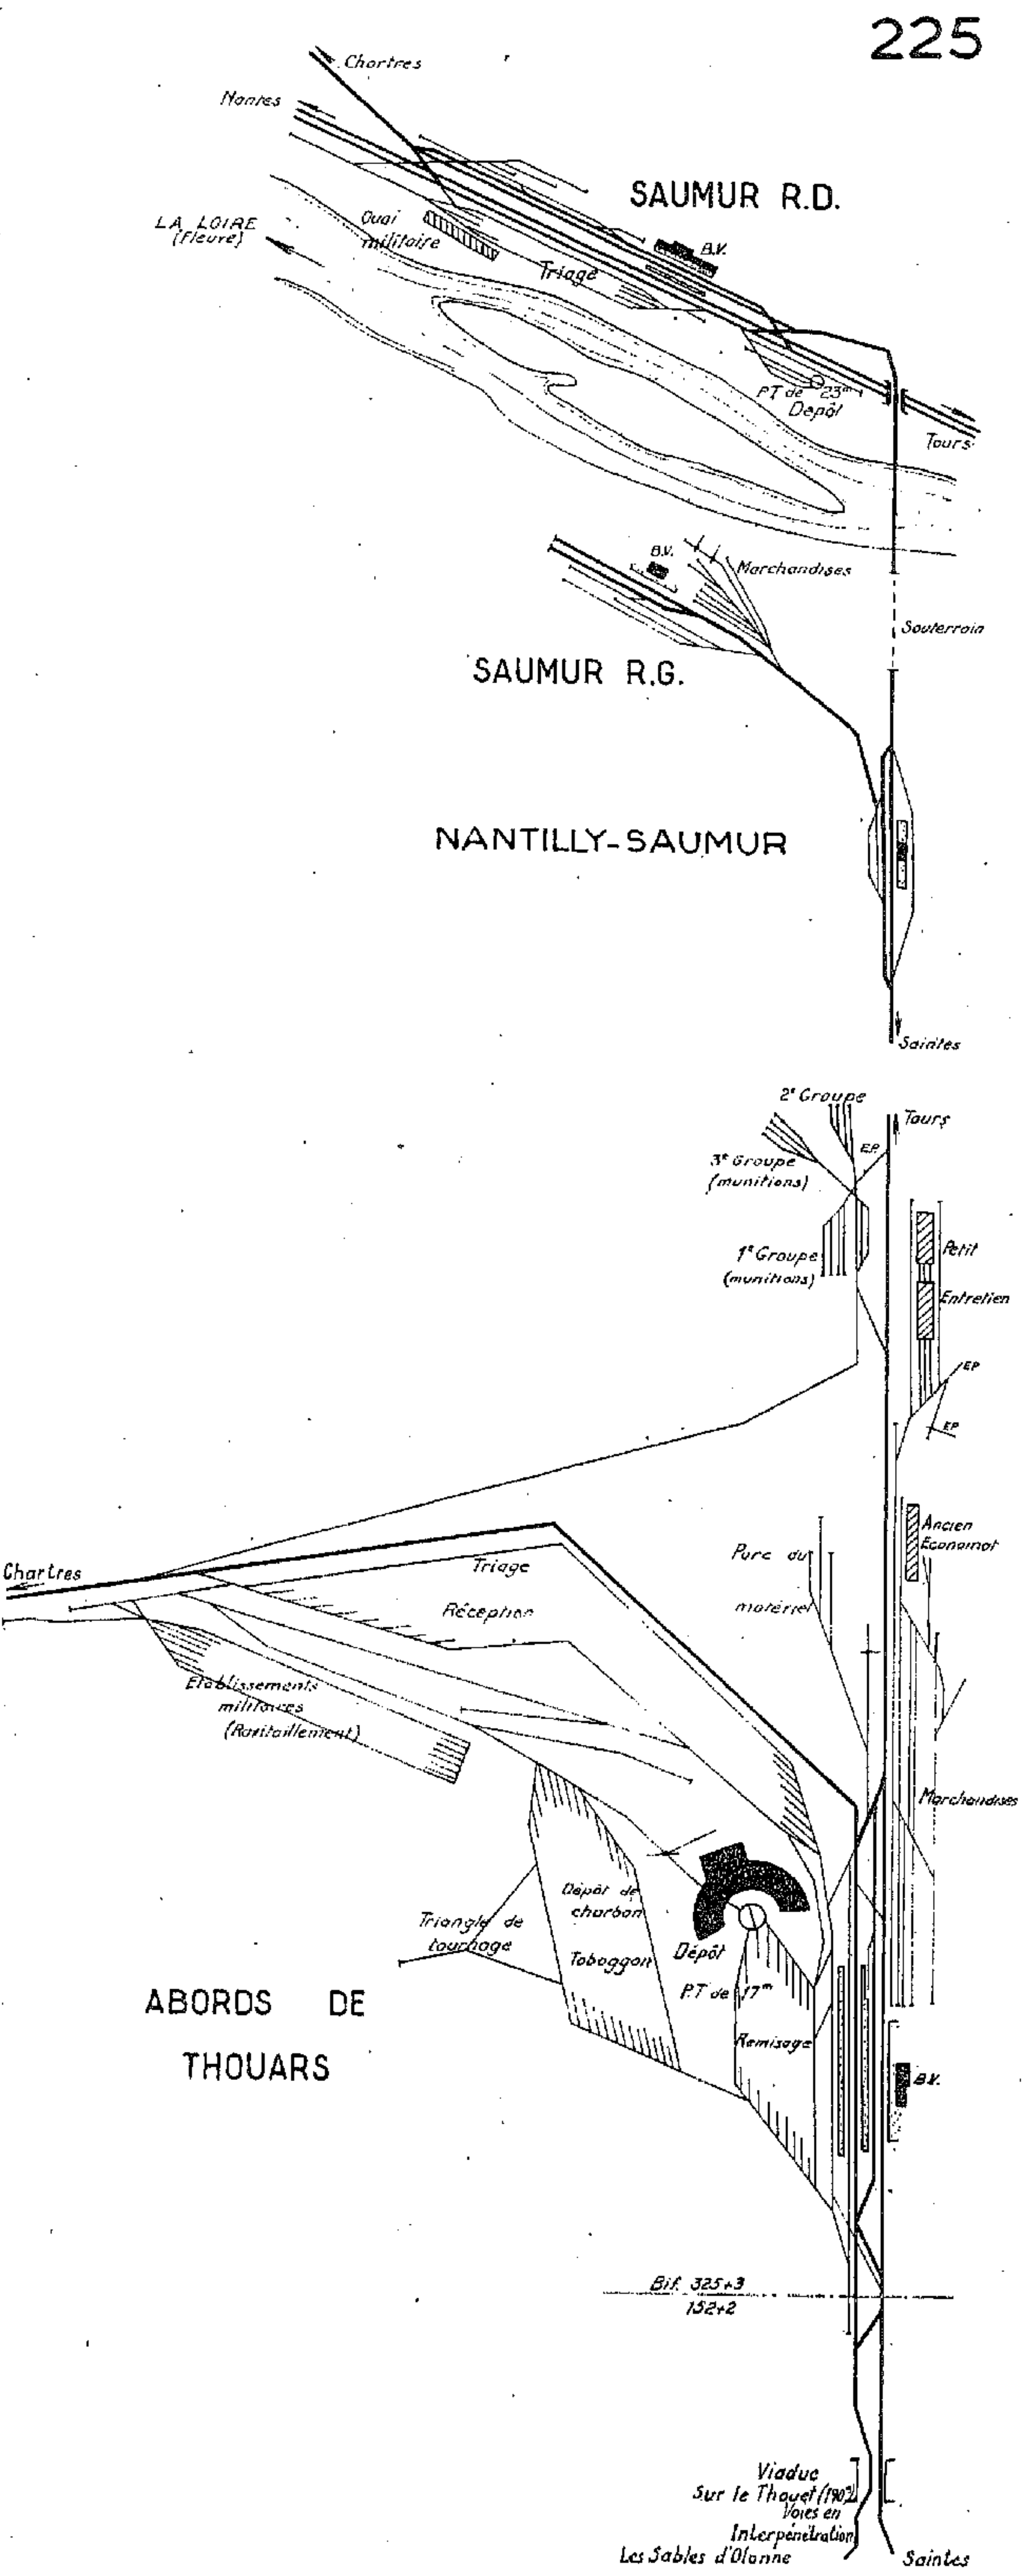 225
Chartres
Nantes
SAUMUR R.D.
LA LOIRE
(Fleuve)
Quai
militaire
B.V.
Triage
P.T de 23m
Dépôt
Tours
B.V.
Marchandises
Souterrain
SAUMUR R.G.
NANTILLY-SAUMUR
Saintes
2e Groupe
Tours
E.P.
3e Groupe
(munitions)
1er Groupe
(munitions)
Petit
Entretien
EP
EP
Ancien
Economat
Chartres
Triage
Parc du
matériel
Réception
Etablissements
militaires
(Ravitaillement)
Marchandises
Dépôt de
charbon
Triangle de
tournage
Toboggan
Dépôt
P.T de 17m
ABORDS DE
THOUARS
Remisage
B.V.
Bif. 325+3
152+2
Viaduc
Sur le Thouet (190m)
Voies en
Interpénétration
Les Sables d'Olonne
Saintes